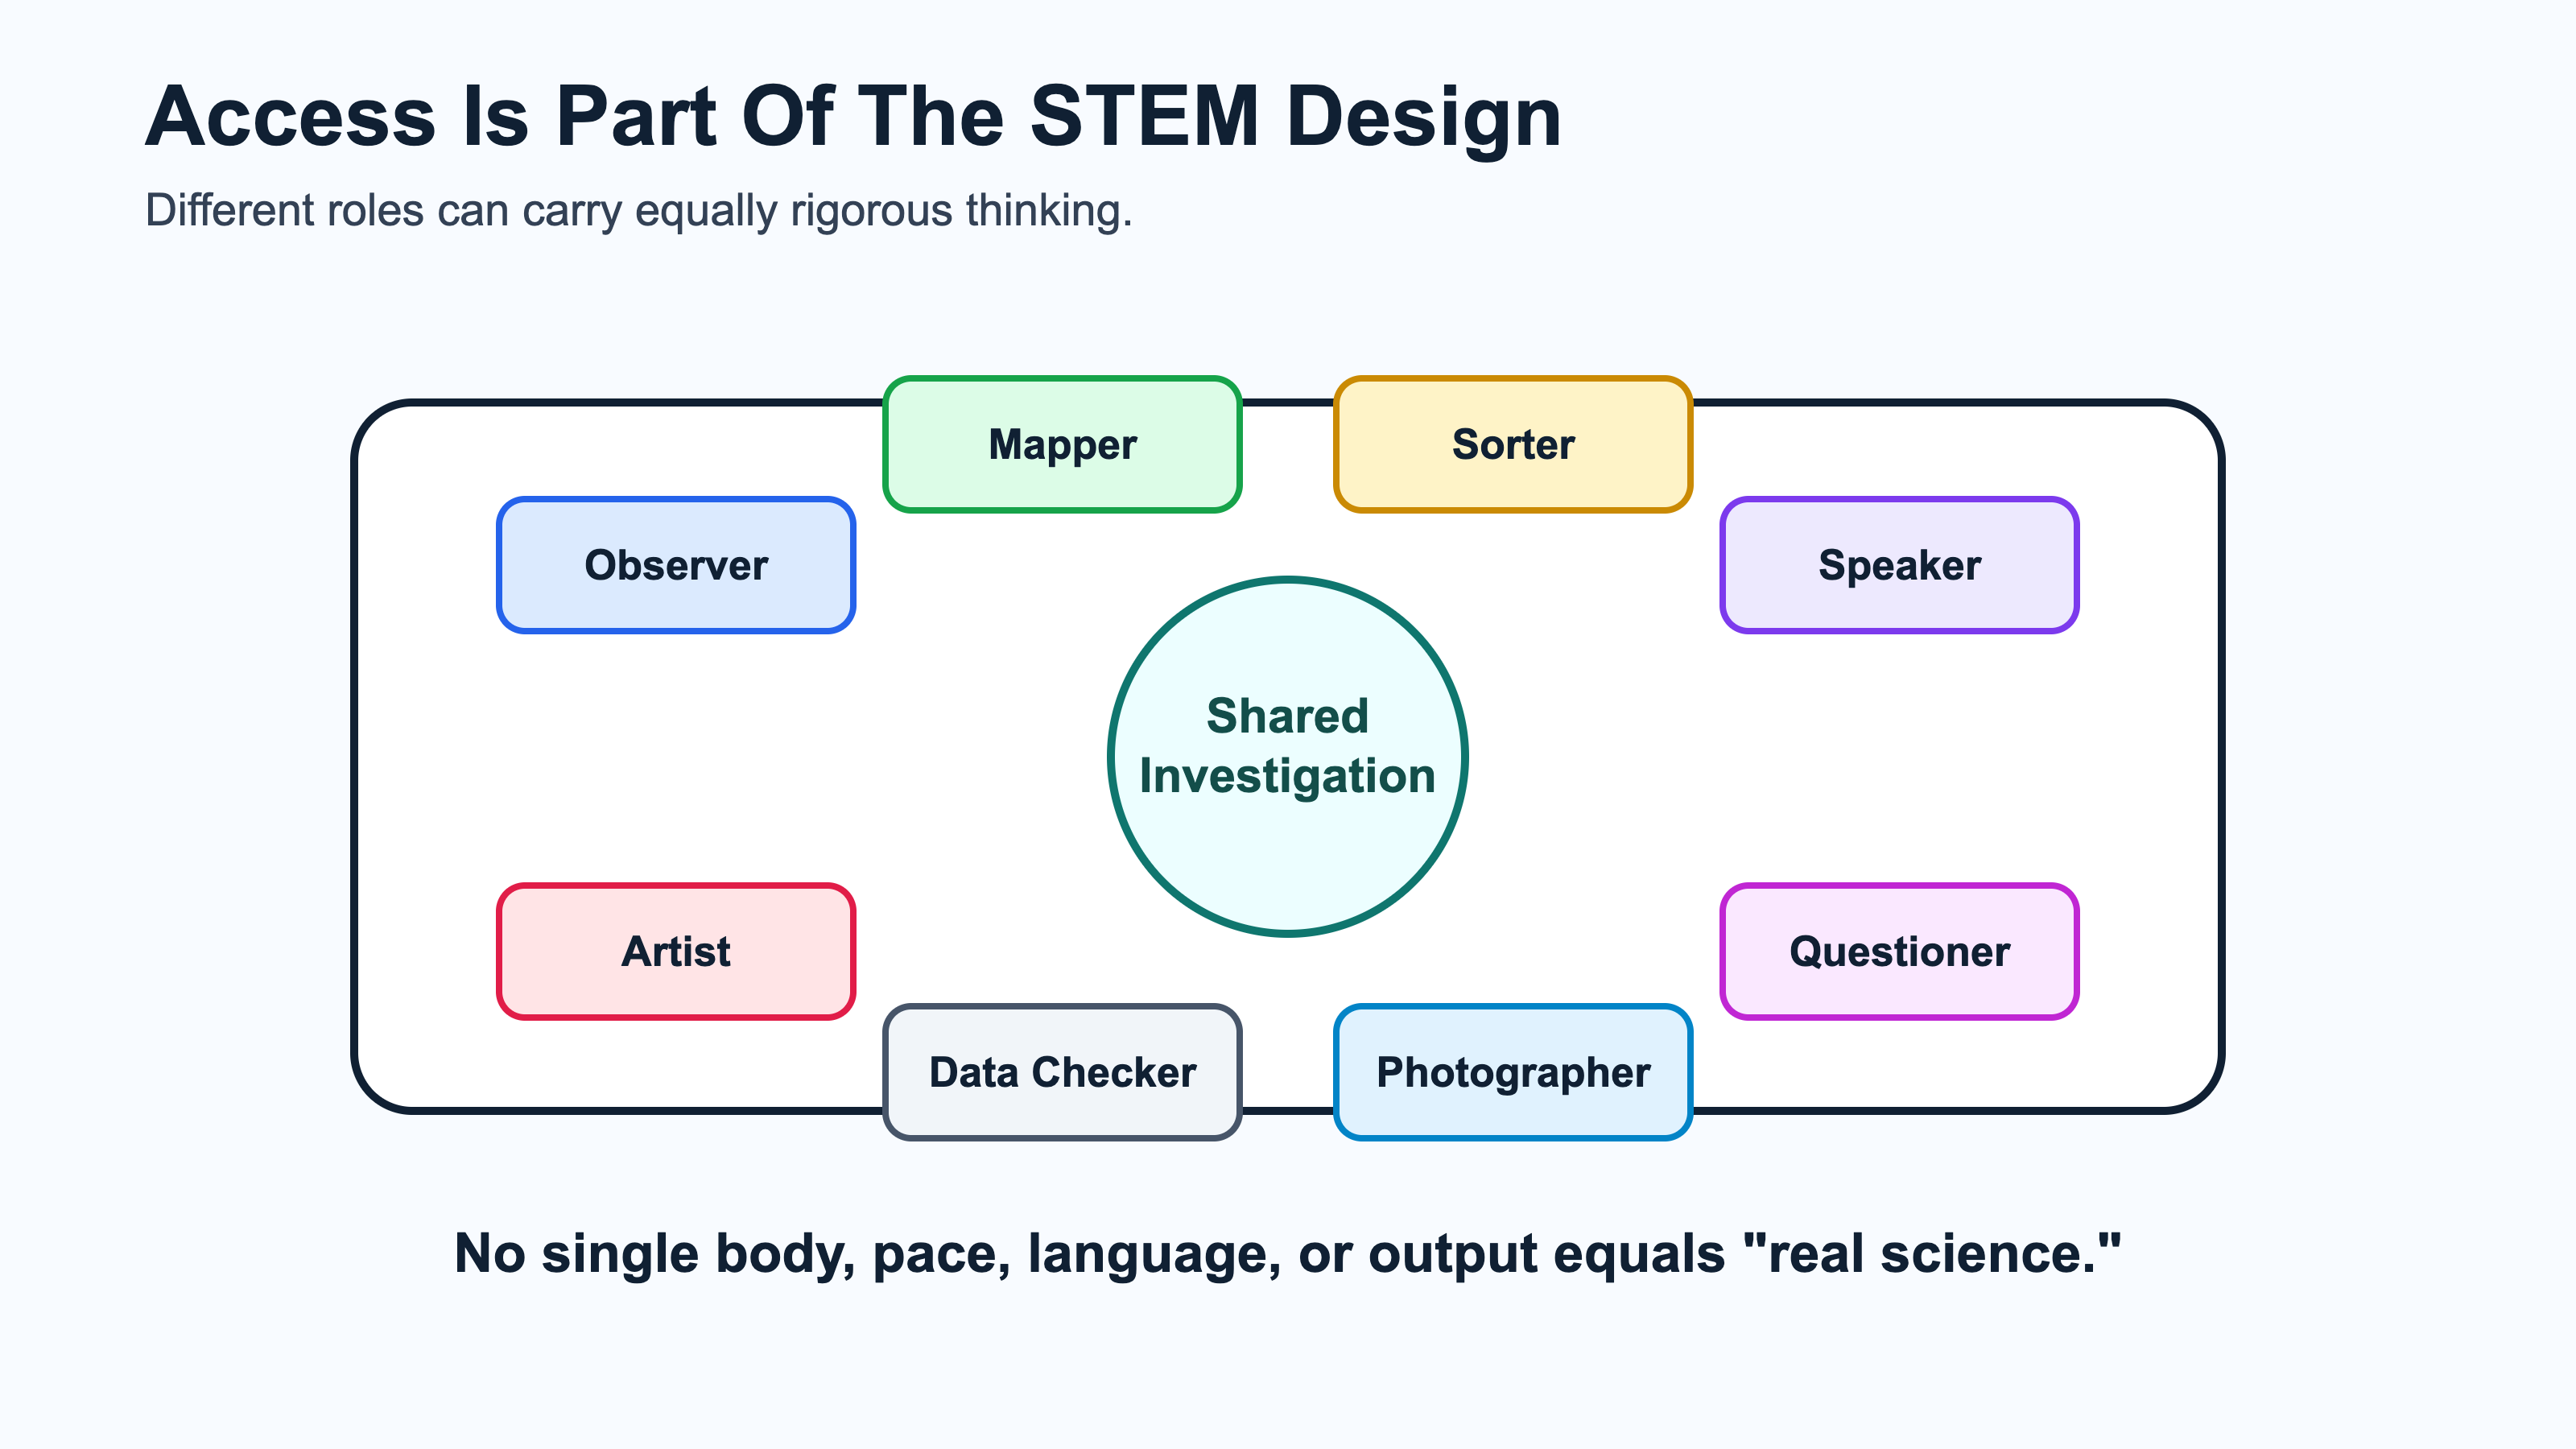 Access Is Part Of The STEM Design
Different roles can carry equally rigorous thinking.
Mapper
Sorter
Observer
Speaker
Shared
Investigation
Artist
Questioner
Data Checker
Photographer
No single body, pace, language, or output equals "real science."